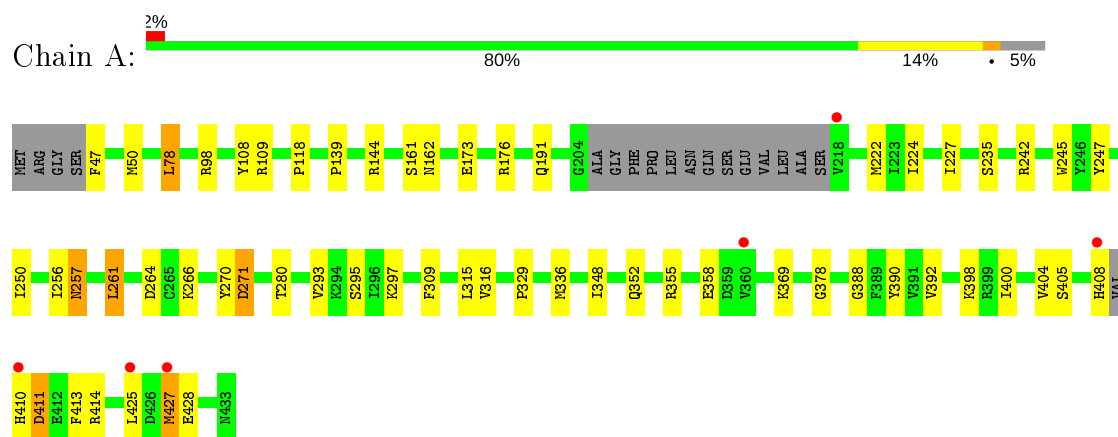 2%
Chain A:
80% 14% • 5%
MET ARG GLY SER F47 M50 L78 R98 Y108 R109 P118 P139 R144 S161 N162 E173 R176 Q191 G204 ALA GLY PHE PRO LEU ASN GLN SER GLU VAL LEU ALA SER V218 M222 I223 I224 I227 S235 R242 W245 Y246 Y247
I250 I256 N257 L261 D264 C265 K266 Y270 D271 T280 V293 K294 S295 I296 K297 F309 L315 V316 P329 M336 I348 Q352 R355 E358 D359 V360 K369 G378 G388 F389 Y390 V391 V392 K398 R399 I400 V404 S405 H408 VAL
H410 D411 E412 F413 R414 L425 D426 M427 E428 N433